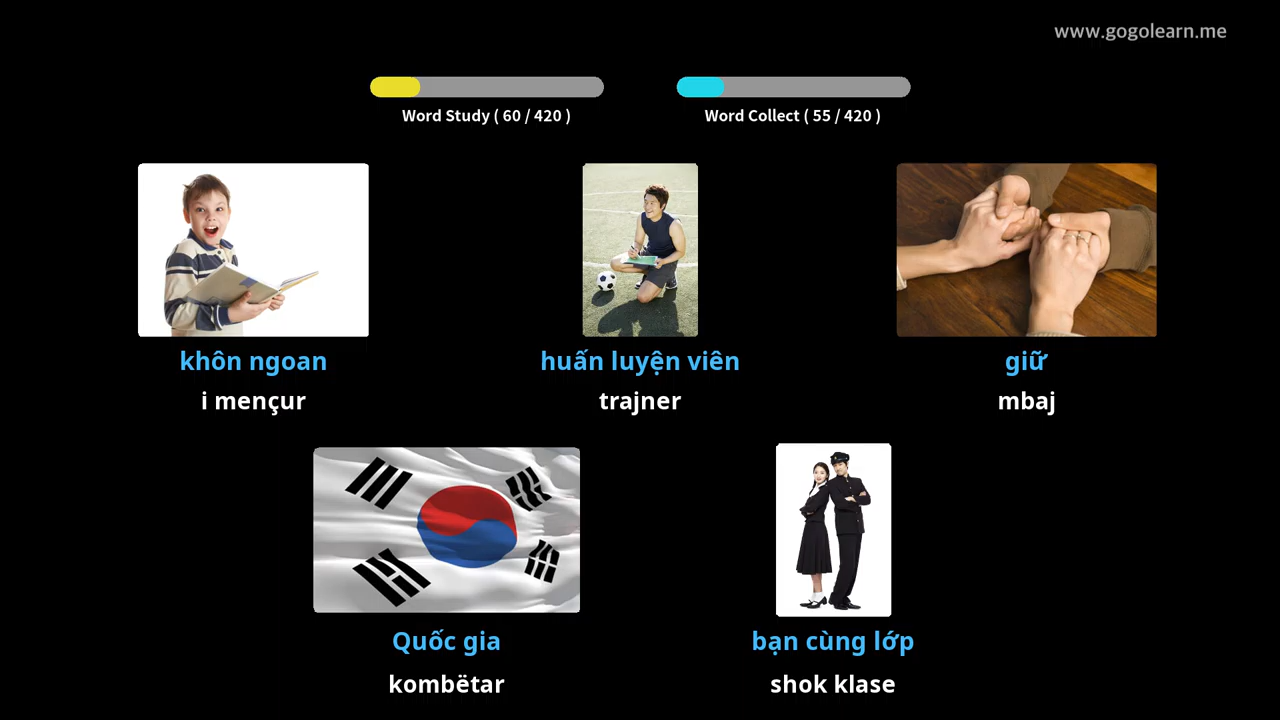 www.gogolearn.me
Word Study ( 60 / 420 )
Word Collect ( 55 / 420 )
khôn ngoan
huấn luyện viên
giữ
i mençur
trajner
mbaj
Quốc gia
bạn cùng lớp
kombëtar
shok klase